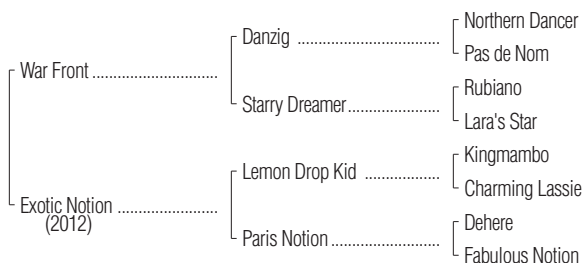 Northern Dancer
Danzig ..........................................
Pas de Nom
War Front .....................................
Rubiano
Starry Dreamer...........................
Lara's Star
Kingmambo
Lemon Drop Kid ......................
Charming Lassie
Exotic Notion .............................
(2012)
Dehere
Paris Notion ................................
Fabulous Notion